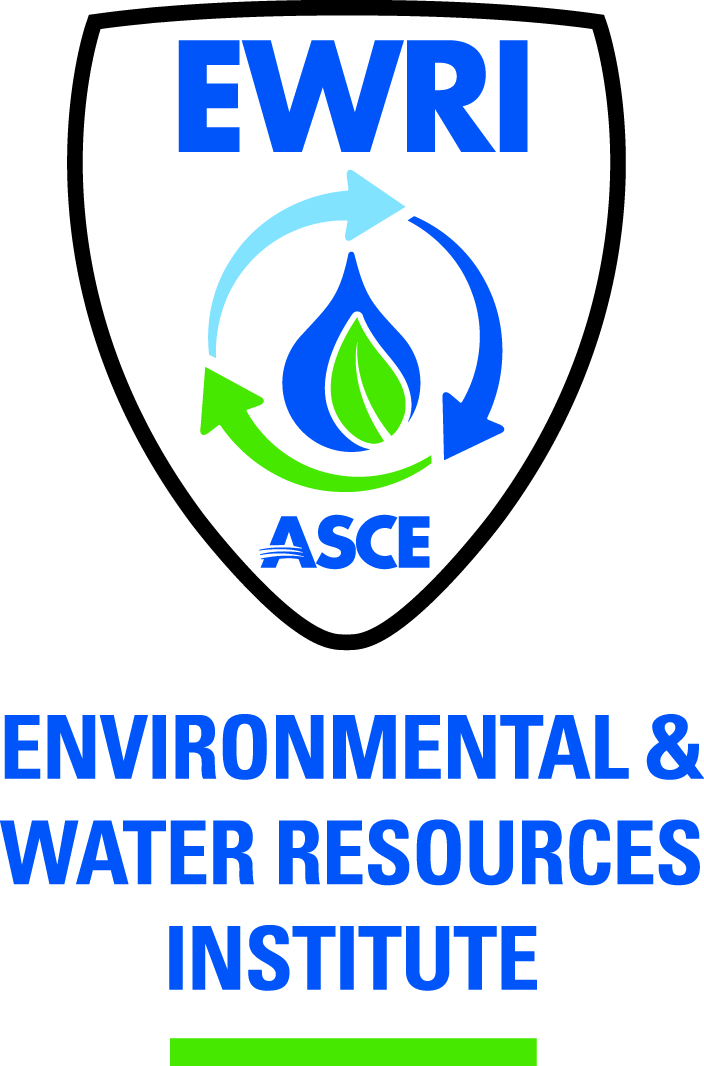 EWRI
ASCE
ENVIRONMENTAL &
WATER RESOURCES
INSTITUTE